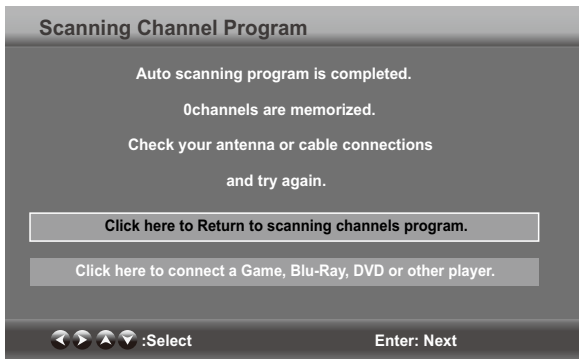 Scanning Channel Program
Auto scanning program is completed.
0channels are memorized.
Check your antenna or cable connections
and try again.
Click here to Return to scanning channels program.
Click here to connect a Game, Blu-Ray, DVD or other player.
:Select Enter: Next